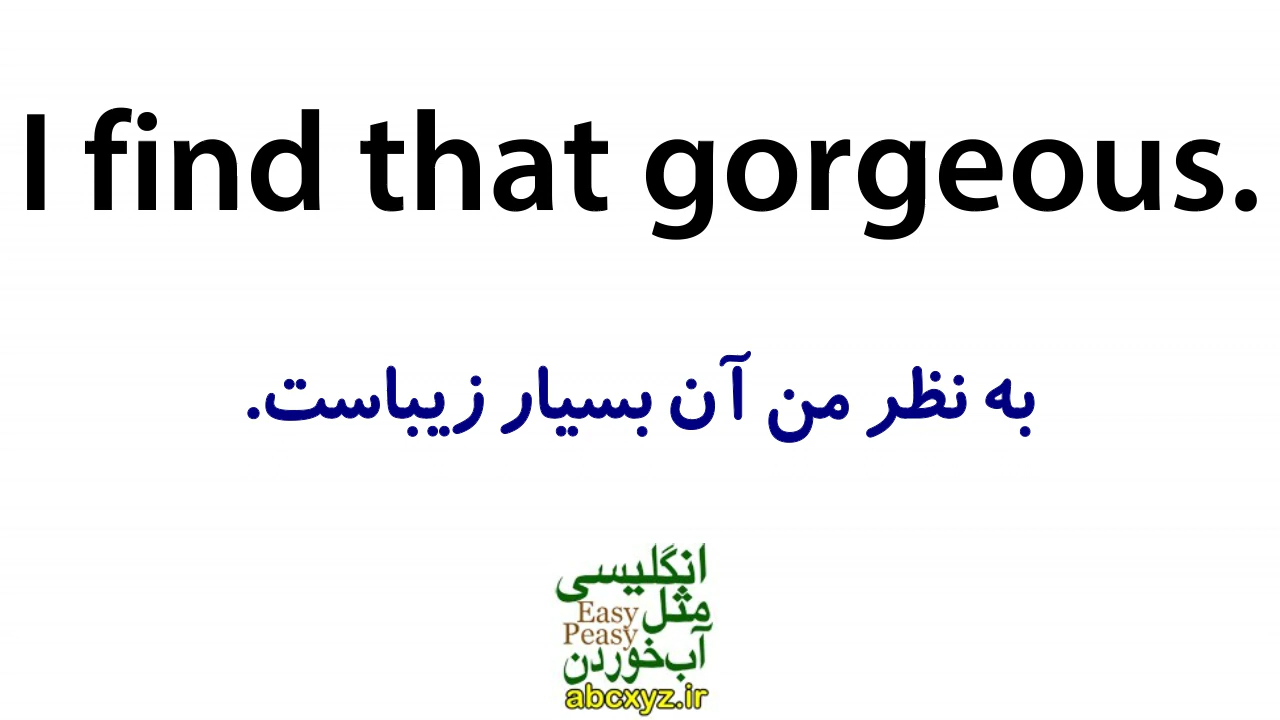 I find that gorgeous.
به نظر من آن بسیار زیباست.
انگلیسی
مثل Easy
Peasy
آب‌خوردن
abcxyz.ir